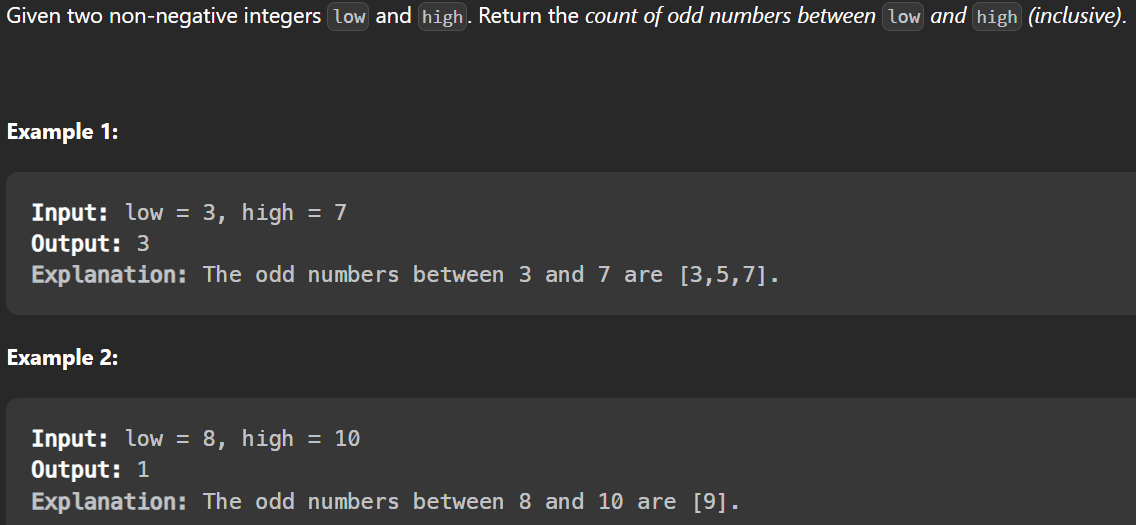 Given two non-negative integers low and high. Return the count of odd numbers between low and high (inclusive).
Example 1:
Input: low = 3, high = 7
Output: 3
Explanation: The odd numbers between 3 and 7 are [3,5,7].
Example 2:
Input: low = 8, high = 10
Output: 1
Explanation: The odd numbers between 8 and 10 are [9].